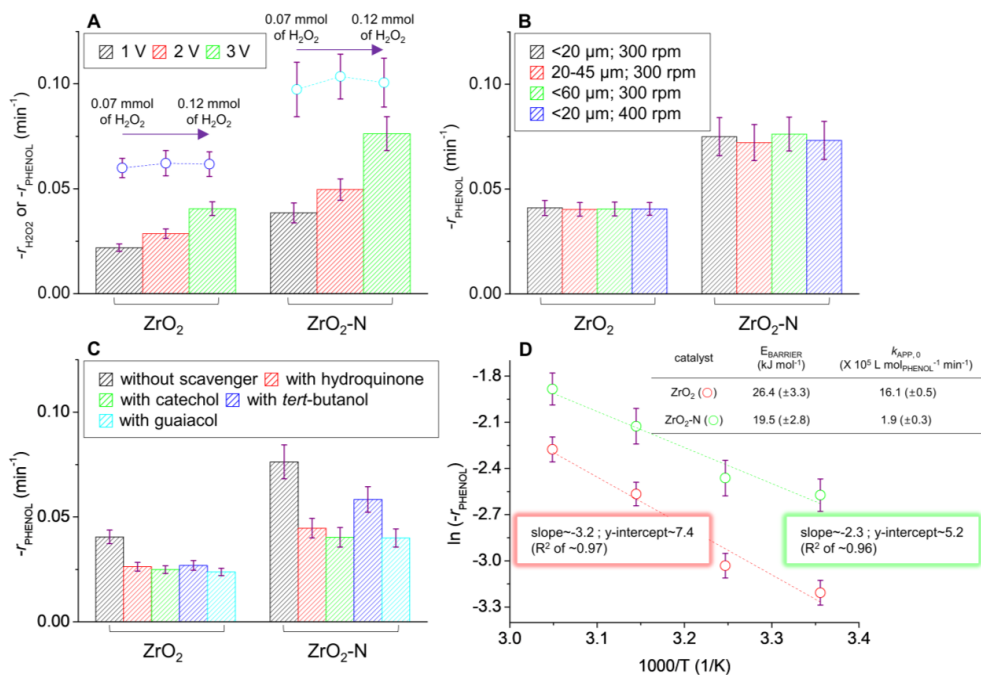 A
1 V 2 V 3 V
0.07 mmol
of H₂O₂
0.12 mmol
of H₂O₂
0.07 mmol
of H₂O₂
0.12 mmol
of H₂O₂
-r_H2O2 or -r_PHENOL (min⁻¹)
0.10
0.05
0.00
ZrO₂
ZrO₂-N
B
<20 μm; 300 rpm
20-45 μm; 300 rpm
<60 μm; 300 rpm
<20 μm; 400 rpm
-r_PHENOL (min⁻¹)
0.10
0.05
0.00
ZrO₂
ZrO₂-N
C
without scavenger with hydroquinone
with catechol with tert-butanol
with guaiacol
-r_PHENOL (min⁻¹)
0.10
0.05
0.00
ZrO₂
ZrO₂-N
D
catalyst
E_BARRIER
(kJ mol⁻¹)
k_APP, 0
(X 10⁵ L mol_PHENOL⁻¹ min⁻¹)
ZrO₂ ( ) 26.4 (±3.3) 16.1 (±0.5)
ZrO₂-N ( ) 19.5 (±2.8) 1.9 (±0.3)
slope~-3.2 ; y-intercept~7.4
(R² of ~0.97)
slope~-2.3 ; y-intercept~5.2
(R² of ~0.96)
ln (-r_PHENOL)
-1.8
-2.1
-2.4
-2.7
-3.0
-3.3
3.0 3.1 3.2 3.3 3.4
1000/T (1/K)